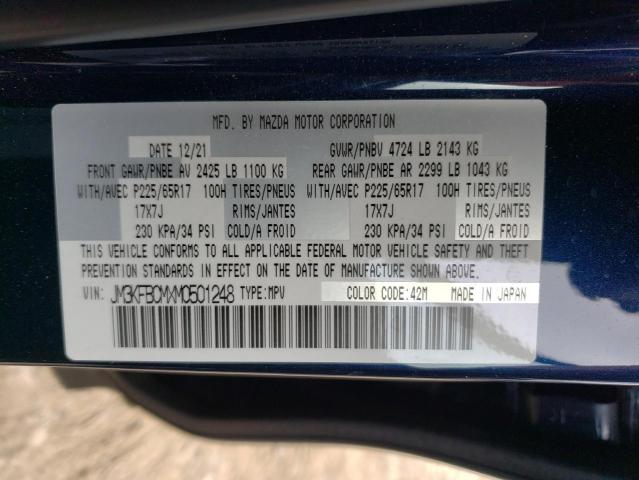 MFD. BY MAZDA MOTOR CORPORATION
DATE 12/21 GVWR/PNBV 4724 LB 2143 KG
FRONT GAWR/PNBE AV 2425 LB 1100 KG REAR GAWR/PNBE AR 2299 LB 1043 KG
WITH/AVEC P225/65R17 100H TIRES/PNEUS WITH/AVEC P225/65R17 100H TIRES/PNEUS
17X7J RIMS/JANTES 17X7J RIMS/JANTES
230 KPA/34 PSI COLD/A FROID 230 KPA/34 PSI COLD/A FROID
THIS VEHICLE CONFORMS TO ALL APPLICABLE FEDERAL MOTOR VEHICLE SAFETY AND THEFT
PREVENTION STANDARDS IN EFFECT ON THE DATE OF MANUFACTURE SHOWN ABOVE.
VIN: JM3KFBCMXM0501248 TYPE:MPV COLOR CODE:42M MADE IN JAPAN